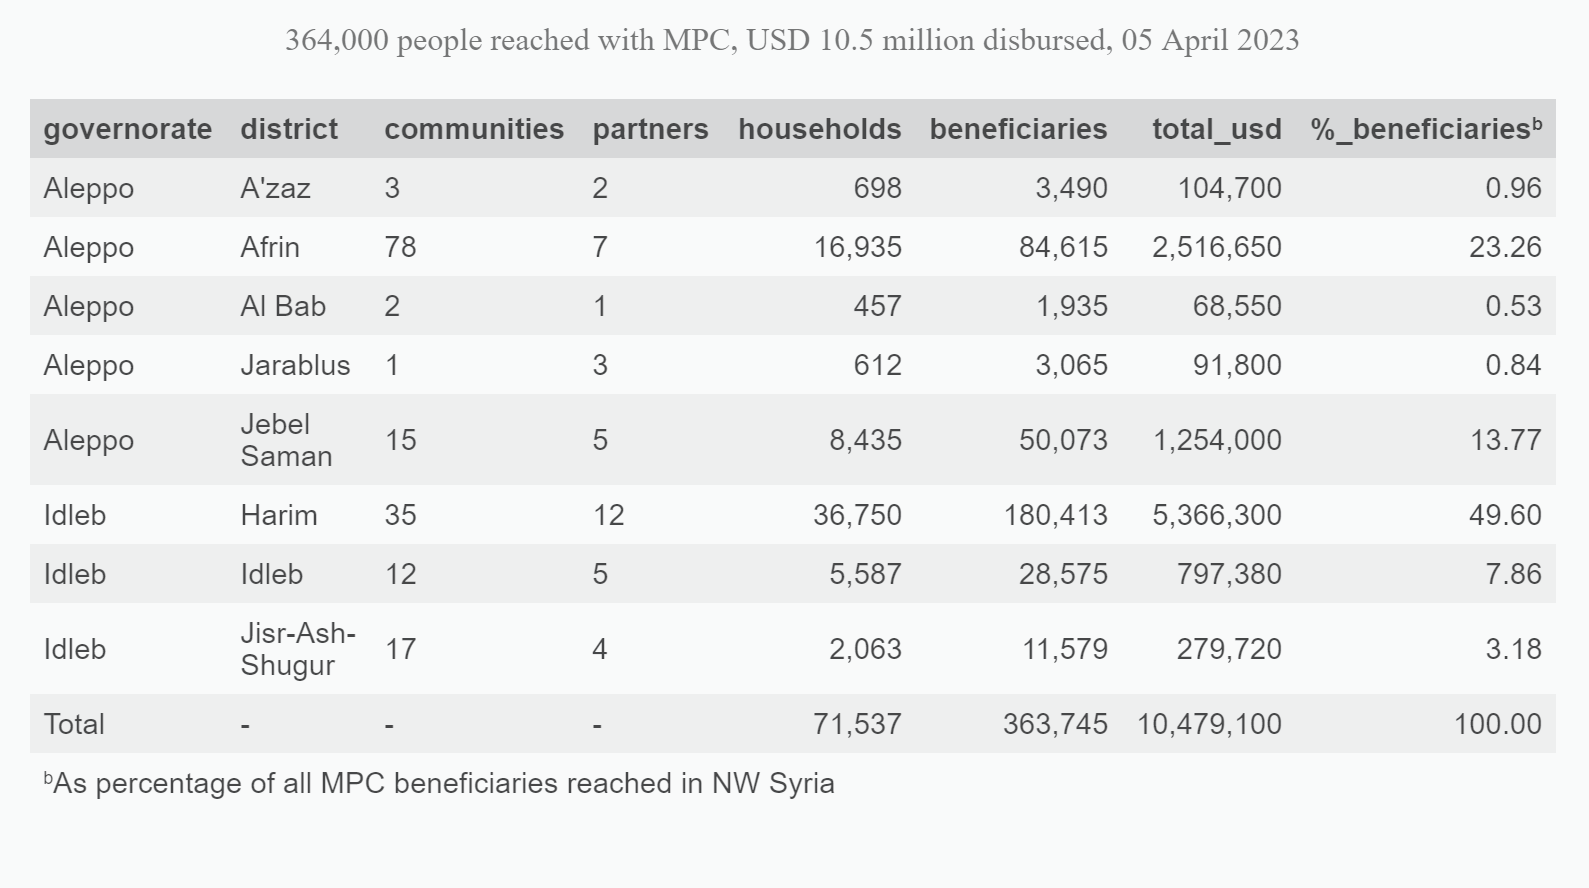 364,000 people reached with MPC, USD 10.5 million disbursed, 05 April 2023
governorate district communities partners households beneficiaries total_usd %_beneficiariesᵇ
Aleppo A'zaz 3 2 698 3,490 104,700 0.96
Aleppo Afrin 78 7 16,935 84,615 2,516,650 23.26
Aleppo Al Bab 2 1 457 1,935 68,550 0.53
Aleppo Jarablus 1 3 612 3,065 91,800 0.84
Aleppo Jebel Saman 15 5 8,435 50,073 1,254,000 13.77
Idleb Harim 35 12 36,750 180,413 5,366,300 49.60
Idleb Idleb 12 5 5,587 28,575 797,380 7.86
Idleb Jisr-Ash-Shugur 17 4 2,063 11,579 279,720 3.18
Total - - - 71,537 363,745 10,479,100 100.00
ᵇAs percentage of all MPC beneficiaries reached in NW Syria